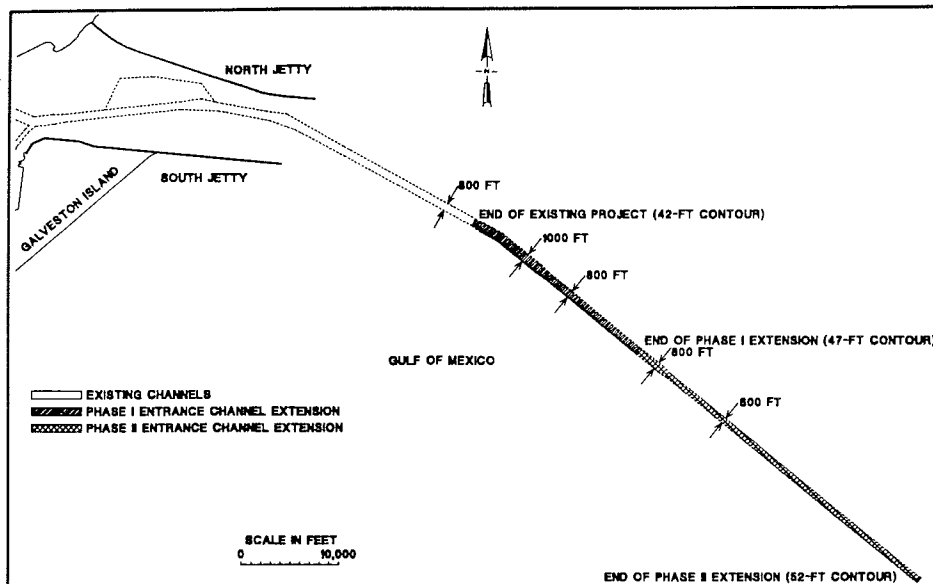 NORTH JETTY
N
SOUTH JETTY
GALVESTON ISLAND
800 FT
END OF EXISTING PROJECT (42-FT CONTOUR)
1000 FT
800 FT
END OF PHASE I EXTENSION (47-FT CONTOUR)
800 FT
GULF OF MEXICO
EXISTING CHANNELS
PHASE I ENTRANCE CHANNEL EXTENSION
PHASE II ENTRANCE CHANNEL EXTENSION
600 FT
SCALE IN FEET
0 10,000
END OF PHASE II EXTENSION (52-FT CONTOUR)